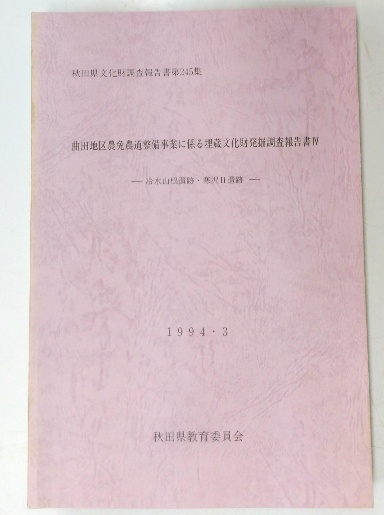 秋田県文化財調査報告書第245集
曲田地区農免農道整備事業に係る埋蔵文化財発掘調査報告書Ⅳ
― 冷水山根遺跡・寒沢Ⅱ遺跡 ―
1994・3
秋田県教育委員会